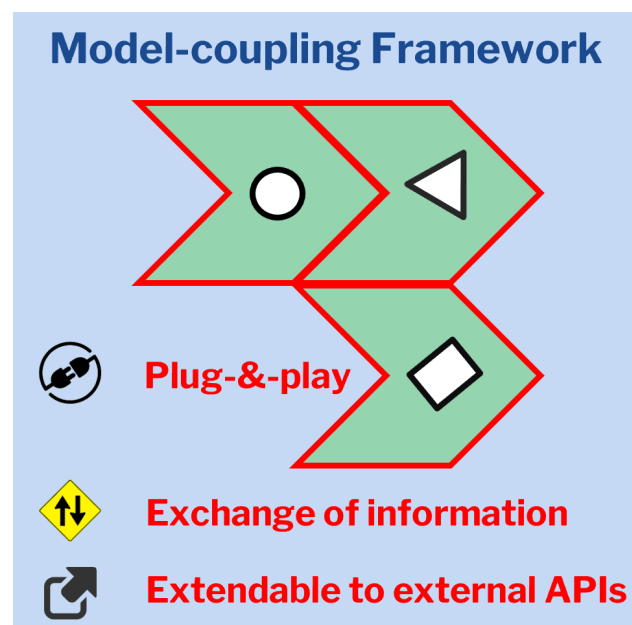 Model-coupling Framework
Plug-&-play
Exchange of information
Extendable to external APIs